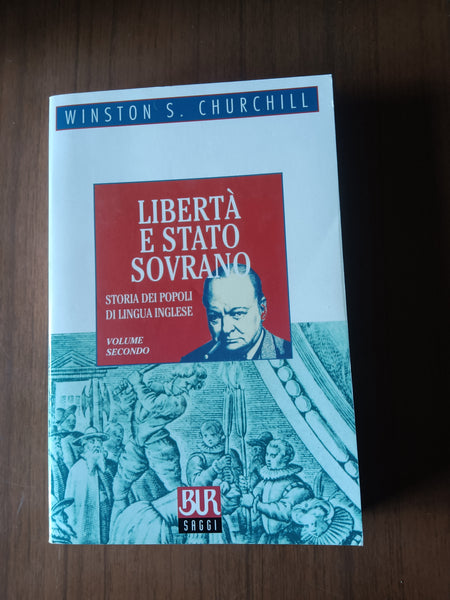 WINSTON S. CHURCHILL
LIBERTÀ
E STATO
SOVRANO
STORIA DEI POPOLI
DI LINGUA INGLESE
VOLUME
SECONDO
BUR
SAGGI